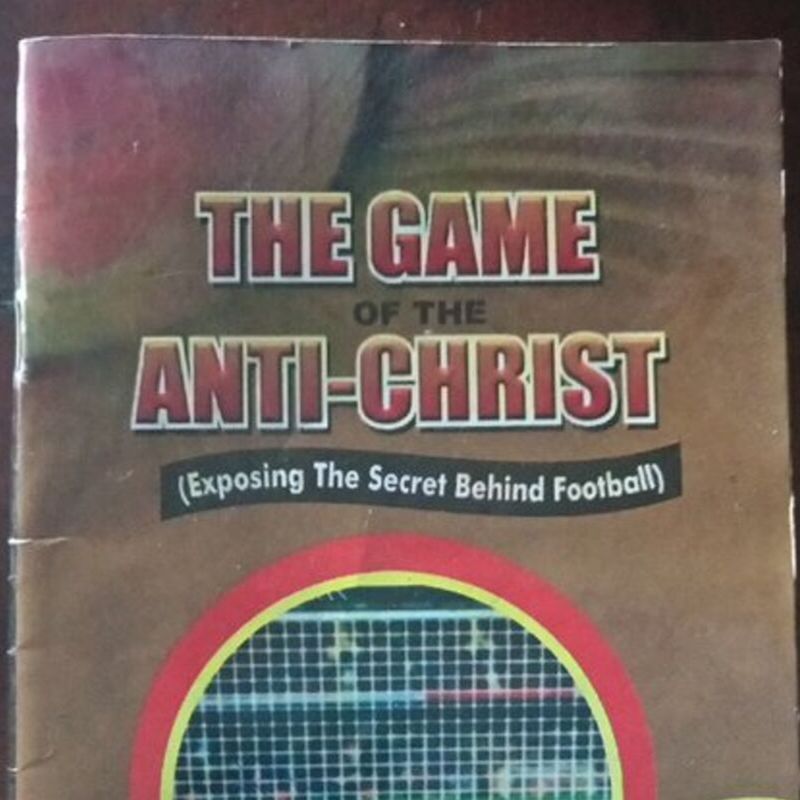 THE GAME
OF THE
ANTI-CHRIST
(Exposing The Secret Behind Football)